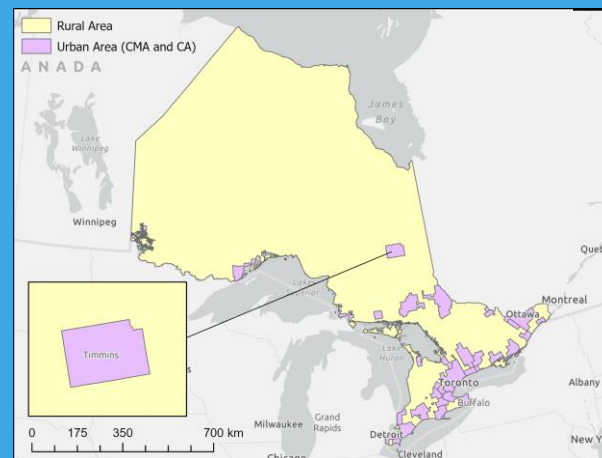 Rural Area
Urban Area (CMA and CA)
ANADA
James
Bay
Lake
Winnipeg
Winnipeg
Lake
Superior
Timmins
s
Queb
Montreal
Ottawa
Lake
Huron
Toronto
Buffalo
Albany
Milwaukee
Grand
Rapids
Detroit
Cleveland
Chicago
New Y
0 175 350 700 km